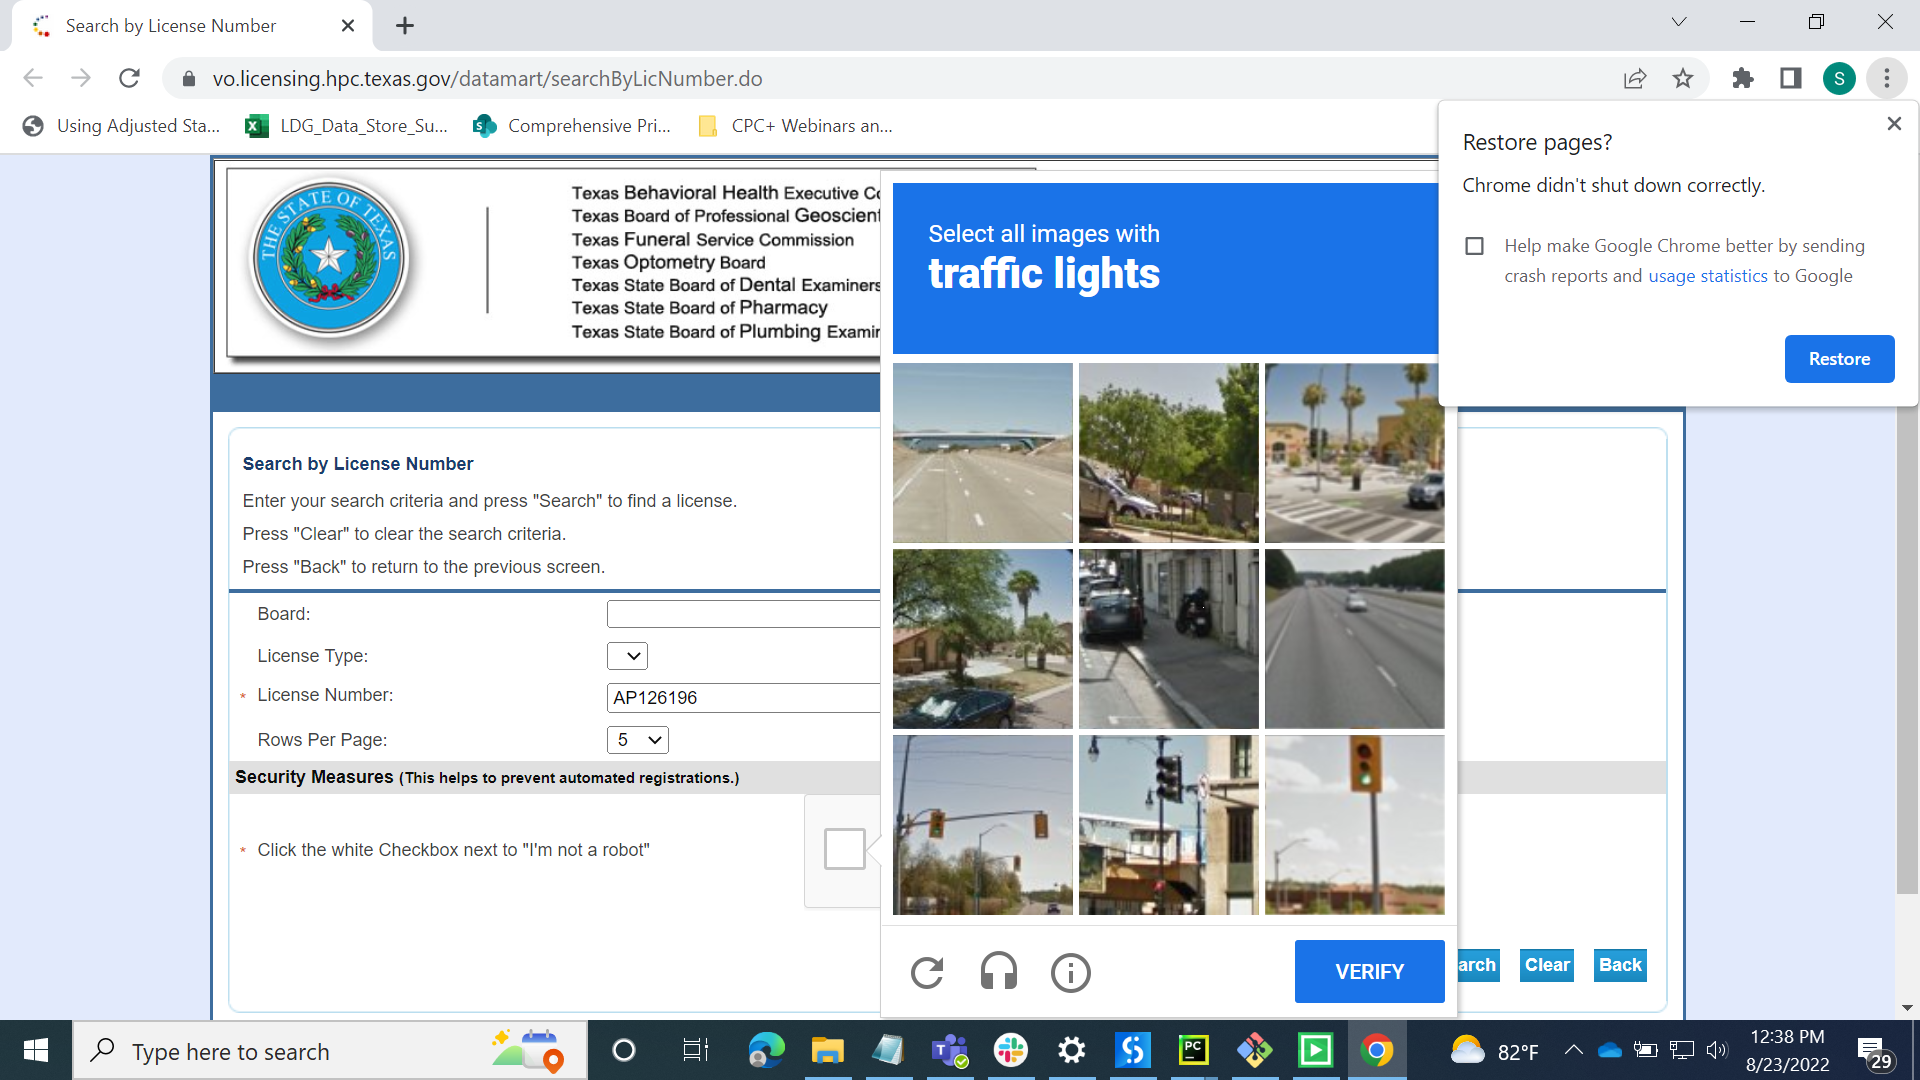 Search by License Number
vo.licensing.hpc.texas.gov/datamart/searchByLicNumber.do
S
Using Adjusted Sta...
LDG_Data_Store_Su...
Comprehensive Pri...
CPC+ Webinars an...
Restore pages?
Chrome didn't shut down correctly.
Help make Google Chrome better by sending
crash reports and usage statistics to Google
Restore
THE STATE OF TEXAS
Texas Behavioral Health Executive Co
Texas Board of Professional Geoscient
Texas Funeral Service Commission
Texas Optometry Board
Texas State Board of Dental Examiners
Texas State Board of Pharmacy
Texas State Board of Plumbing Examin
Select all images with
traffic lights
Search by License Number
Enter your search criteria and press "Search" to find a license.
Press "Clear" to clear the search criteria.
Press "Back" to return to the previous screen.
Board:
License Type:
* License Number:
AP126196
Rows Per Page:
5
Security Measures (This helps to prevent automated registrations.)
* Click the white Checkbox next to "I'm not a robot"
VERIFY
arch
Clear
Back
Type here to search
PC
82°F
12:38 PM
8/23/2022
29